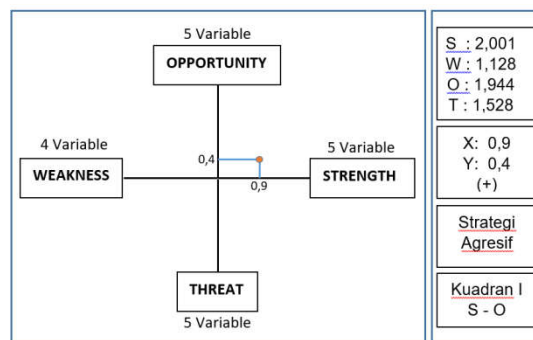 5 Variable
OPPORTUNITY
4 Variable
WEAKNESS
0,4
0,9
5 Variable
STRENGTH
THREAT
5 Variable
S : 2,001
W : 1,128
O : 1,944
T : 1,528
X: 0,9
Y: 0,4
(+)
Strategi
Agresif
Kuadran I
S - O